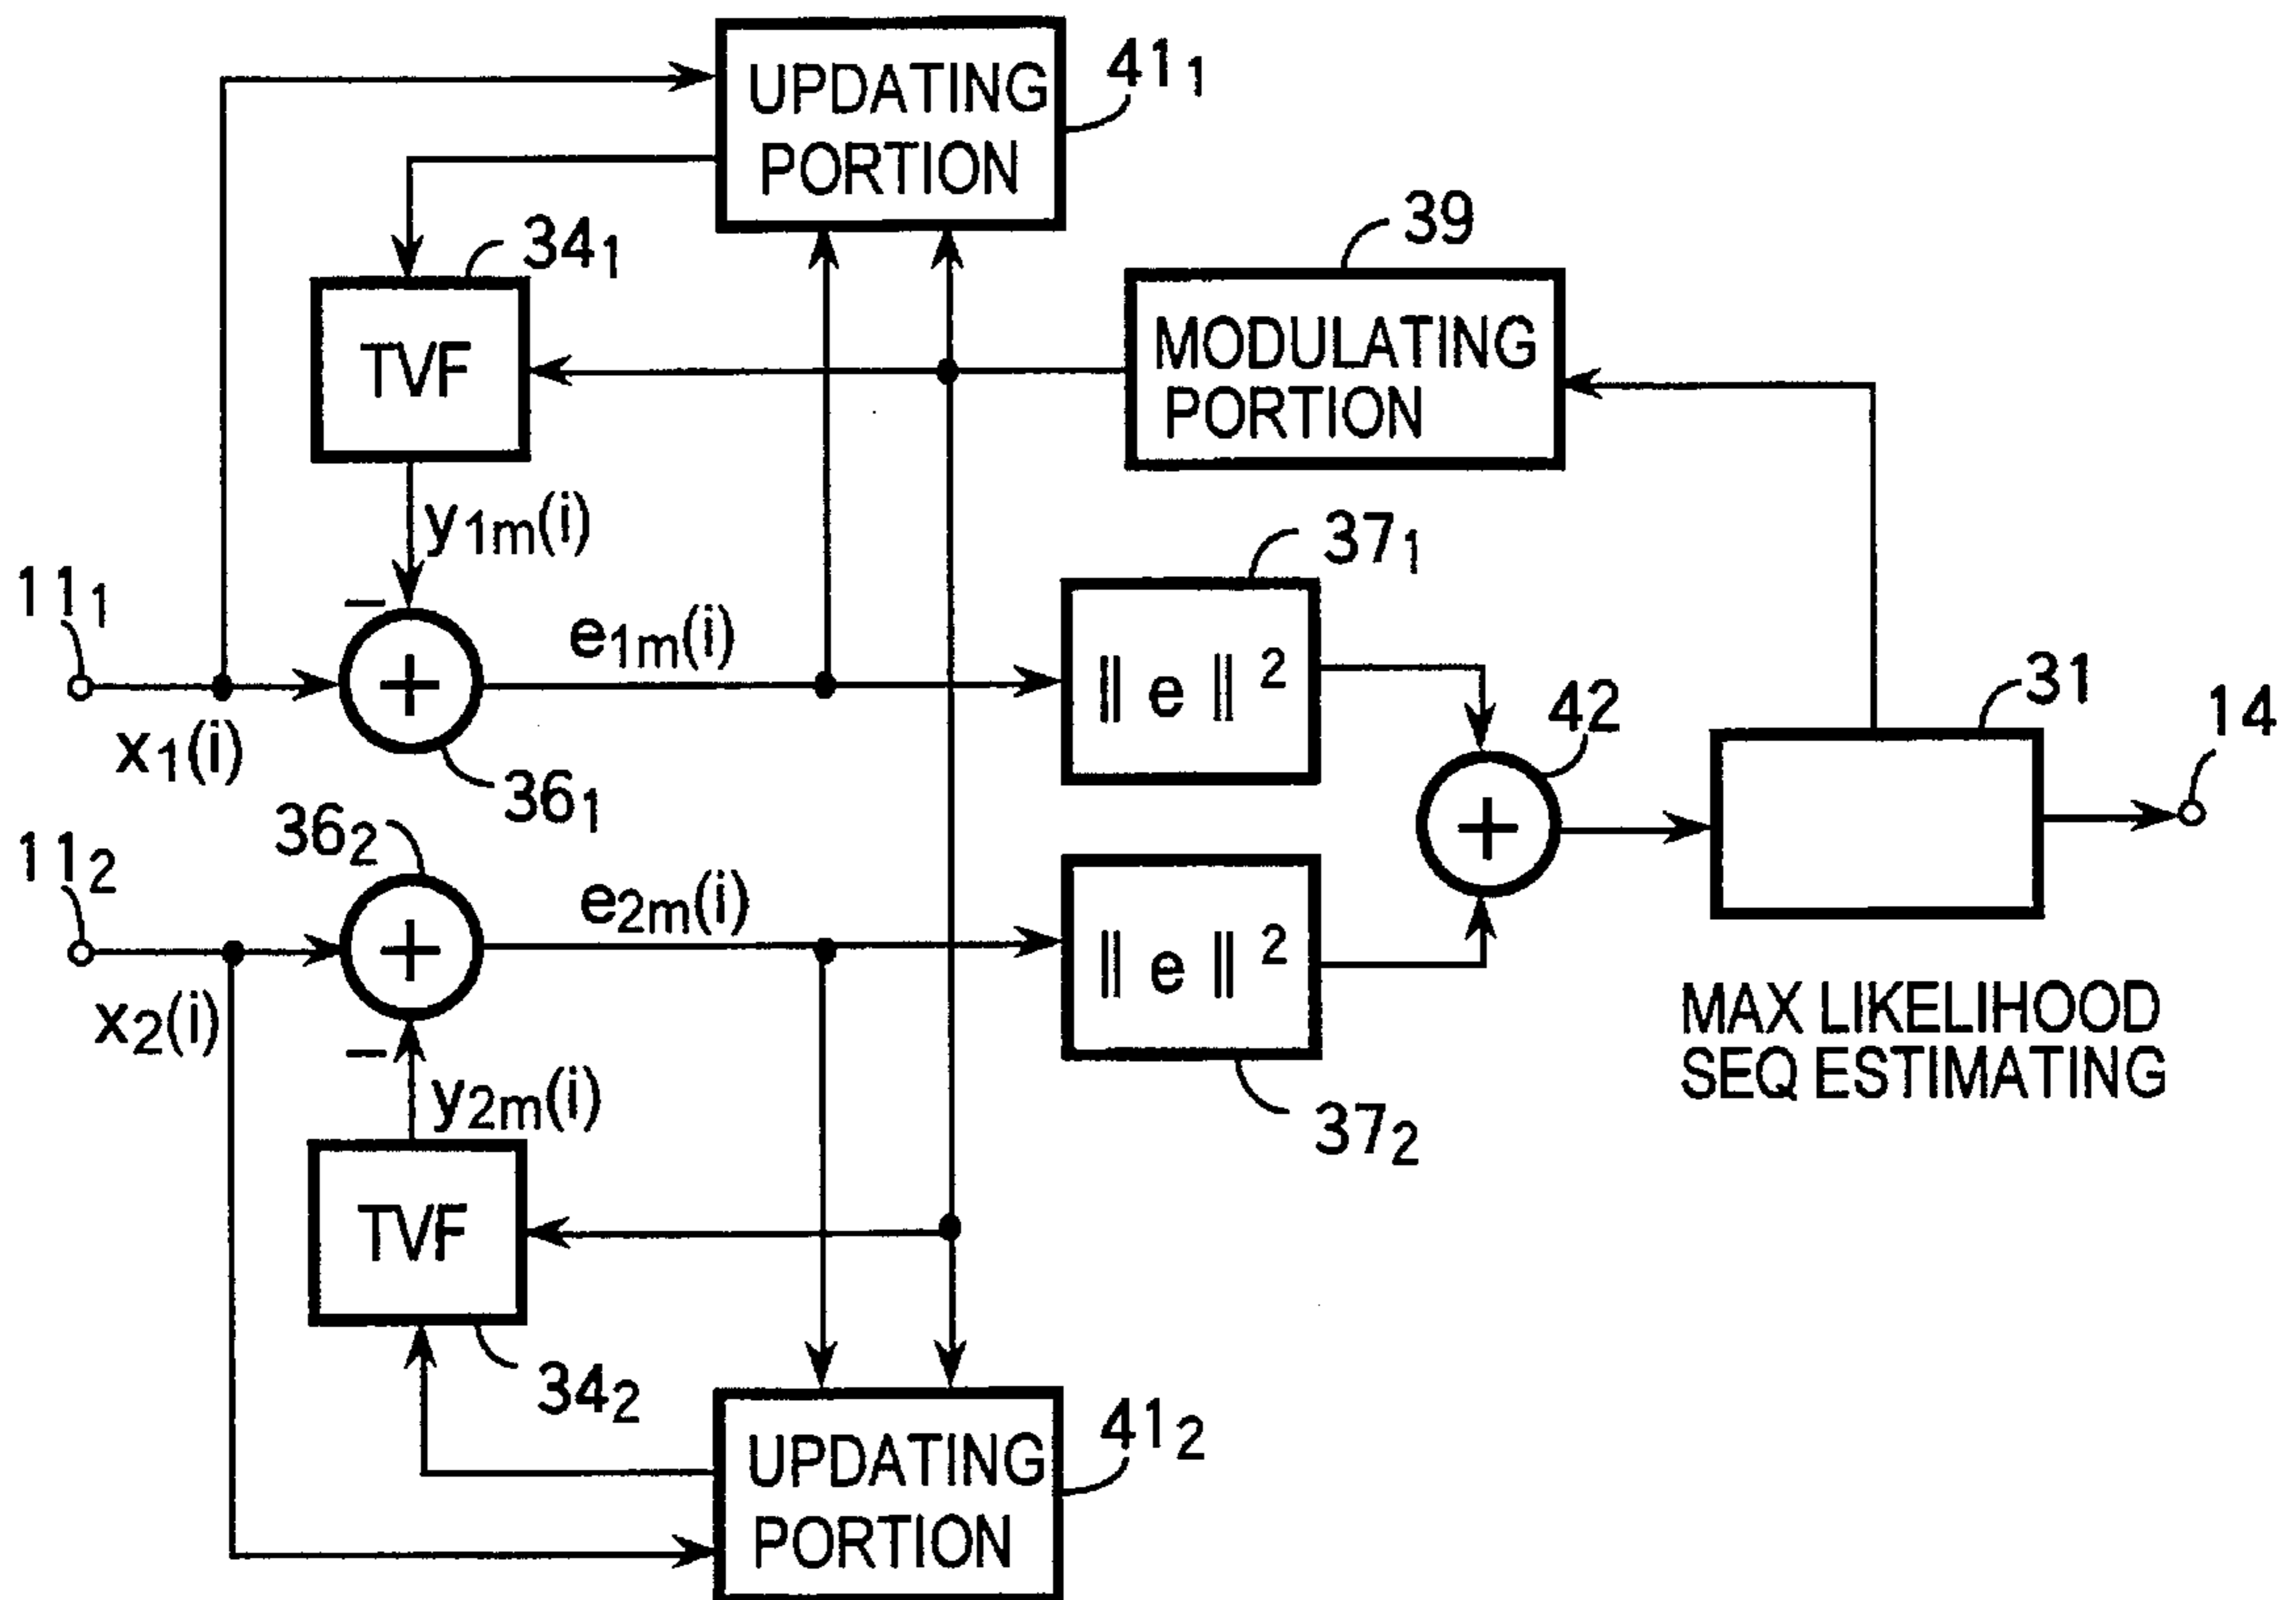 UPDATING
PORTION
41₁
34₁
TVF
39
MODULATING
PORTION
y₁ₘ(i)
37₁
11₁
−
+
e₁ₘ(i)
‖ e ‖ ²
x₁(i)
36₁
42
+
31
14
36₂
11₂
+
e₂ₘ(i)
‖ e ‖ ²
x₂(i)
−
y₂ₘ(i)
37₂
MAX LIKELIHOOD
SEQ ESTIMATING
TVF
34₂
UPDATING
PORTION
41₂